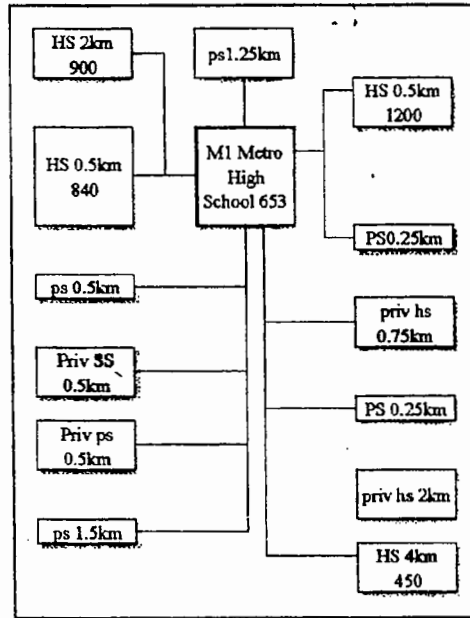 HS 2km
900
ps1.25km
HS 0.5km
1200
HS 0.5km
840
M1 Metro
High
School 653
PS0.25km
ps 0.5km
priv hs
0.75km
Priv SS
0.5km
PS 0.25km
Priv ps
0.5km
priv hs 2km
ps 1.5km
HS 4km
450